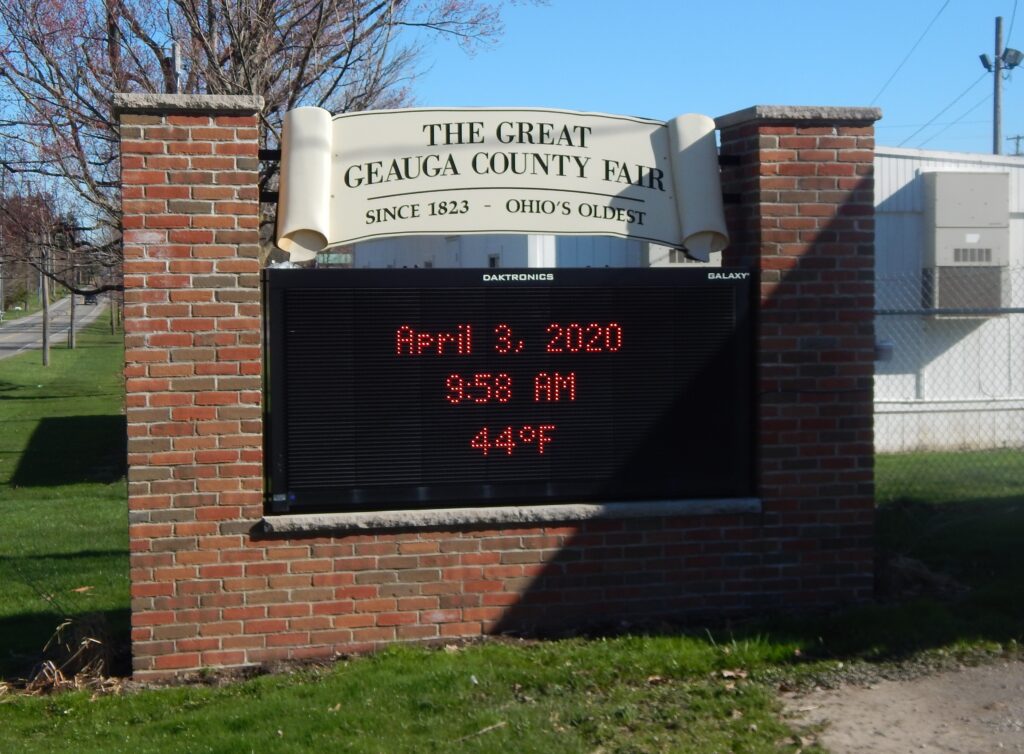 THE GREAT
GEAUGA COUNTY FAIR
SINCE 1823 - OHIO'S OLDEST
DAKTRONICS GALAXY
April 3, 2020
9:58 AM
44°F